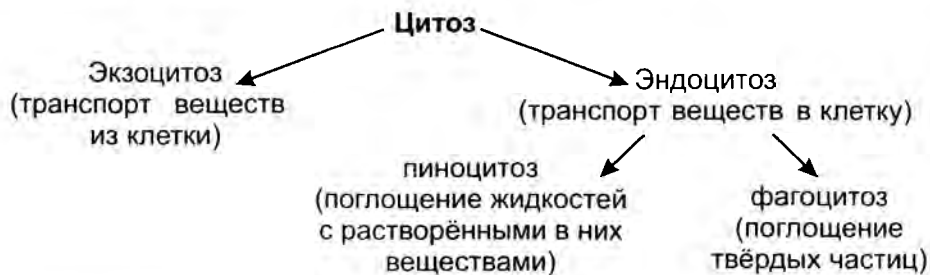 Цитоз
Экзоцитоз
(транспорт веществ
из клетки)
Эндоцитоз
(транспорт веществ в клетку)
пиноцитоз
(поглощение жидкостей
с растворёнными в них
веществами)
фагоцитоз
(поглощение
твёрдых частиц)